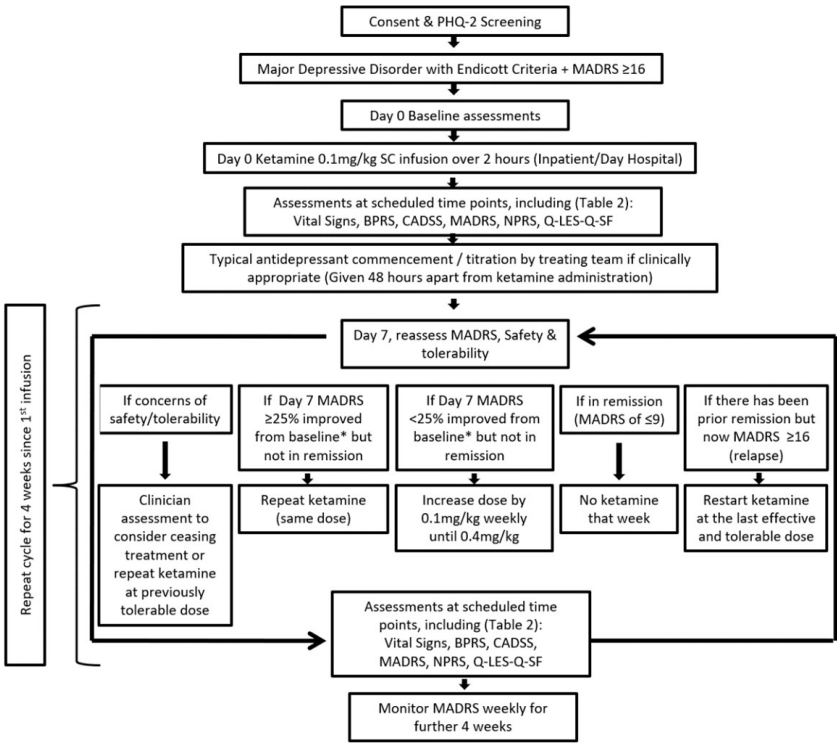 Consent & PHQ-2 Screening
Major Depressive Disorder with Endicott Criteria + MADRS ≥16
Day 0 Baseline assessments
Day 0 Ketamine 0.1mg/kg SC infusion over 2 hours (Inpatient/Day Hospital)
Assessments at scheduled time points, including (Table 2):
Vital Signs, BPRS, CADSS, MADRS, NPRS, Q-LES-Q-SF
Typical antidepressant commencement / titration by treating team if clinically
appropriate (Given 48 hours apart from ketamine administration)
Repeat cycle for 4 weeks since 1st infusion
Day 7, reassess MADRS, Safety &
tolerability
If concerns of
safety/tolerability
If Day 7 MADRS
≥25% improved
from baseline* but
not in remission
If Day 7 MADRS
<25% improved from
baseline* but not in
remission
If in remission
(MADRS of ≤9)
If there has been
prior remission but
now MADRS ≥16
(relapse)
Clinician
assessment to
consider ceasing
treatment or
repeat ketamine
at previously
tolerable dose
Repeat ketamine
(same dose)
Increase dose by
0.1mg/kg weekly
until 0.4mg/kg
No ketamine
that week
Restart ketamine
at the last effective
and tolerable dose
Assessments at scheduled time
points, including (Table 2):
Vital Signs, BPRS, CADSS,
MADRS, NPRS, Q-LES-Q-SF
Monitor MADRS weekly for
further 4 weeks